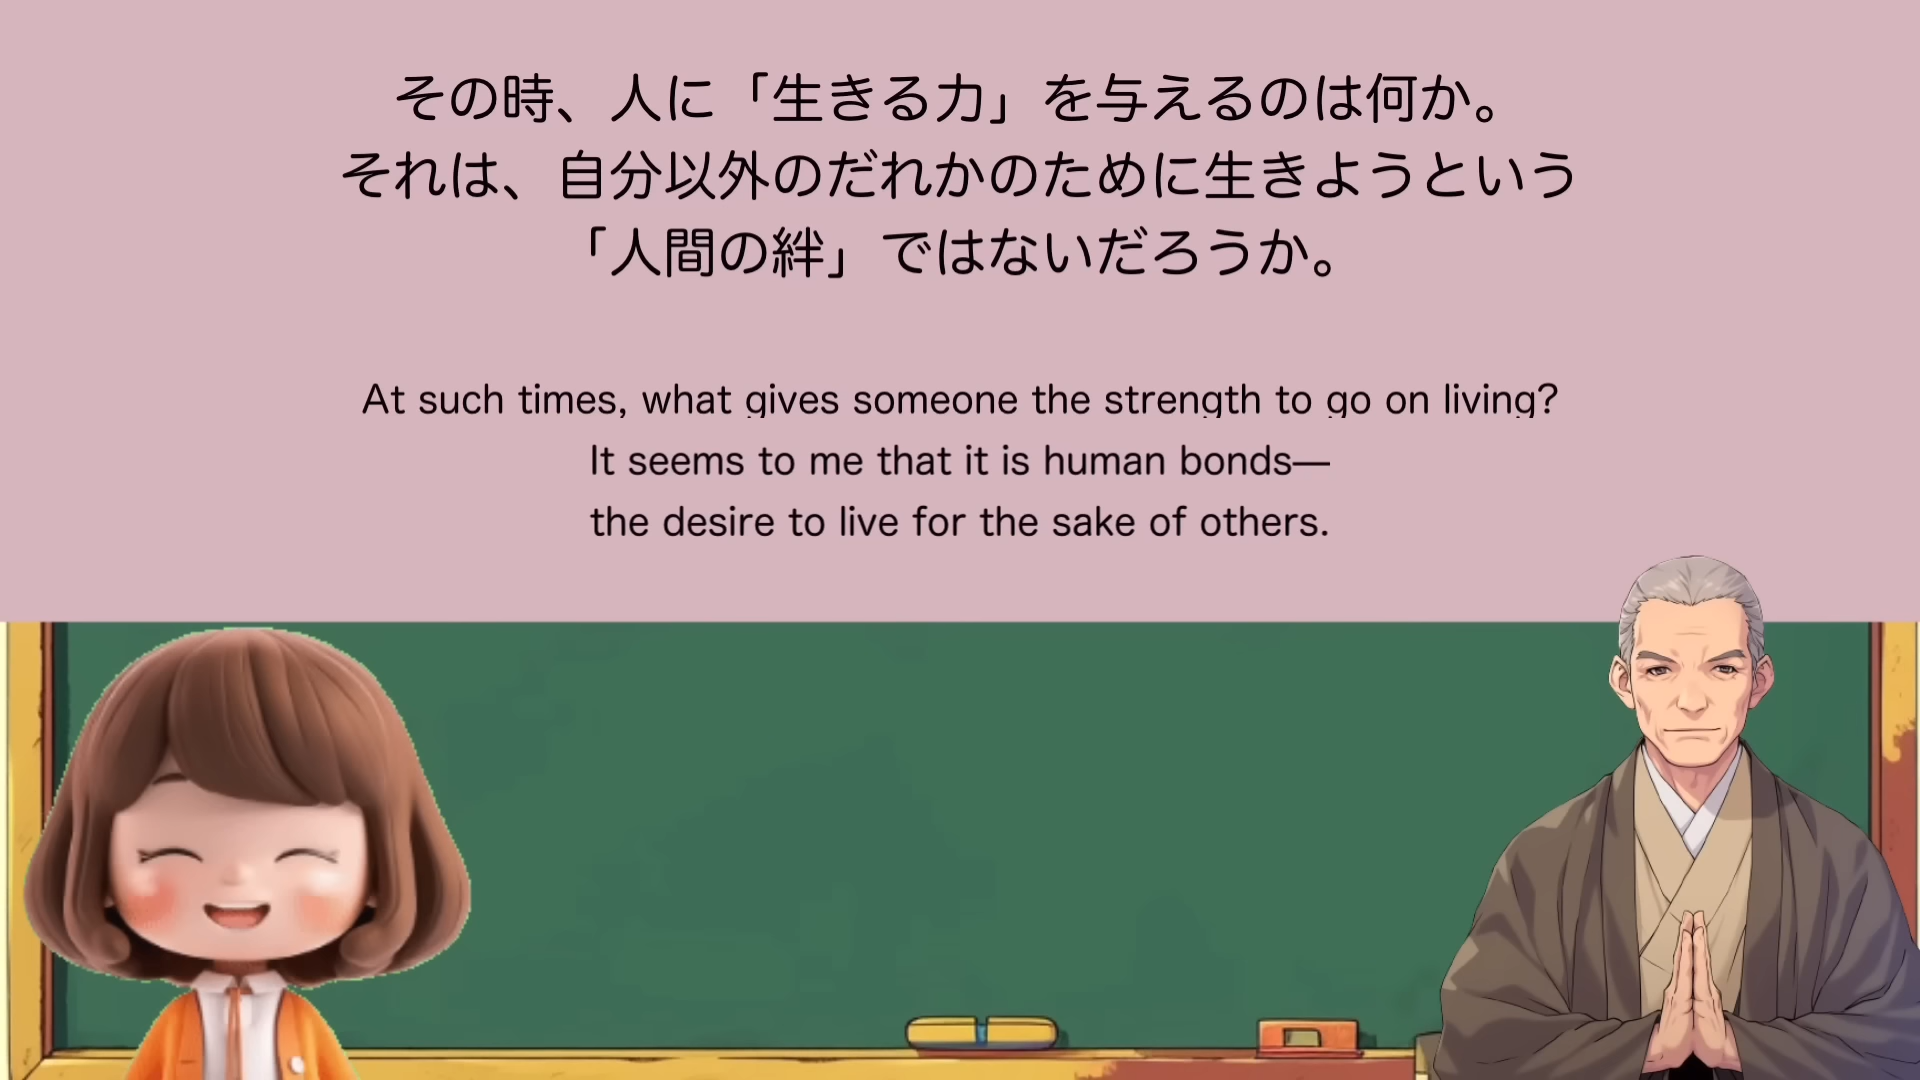 その時、人に「生きる力」を与えるのは何か。
それは、自分以外のだれかのために生きようという
「人間の絆」ではないだろうか。
At such times, what gives someone the strength to go on living?
It seems to me that it is human bonds—
the desire to live for the sake of others.